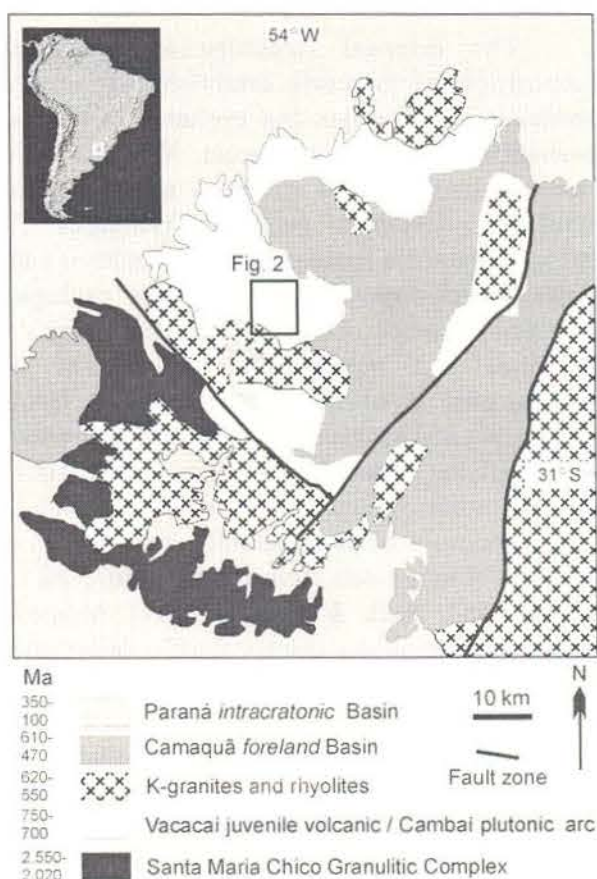 54°W
Fig. 2
31°S
Ma
N
350-
100
Paraná intracratonic Basin
10 km
610-
470
Camaquã foreland Basin
Fault zone
620-
550
K-granites and rhyolites
750-
700
Vacacai juvenile volcanic / Cambai plutonic arc
2.550-
2.020
Santa Maria Chico Granulitic Complex